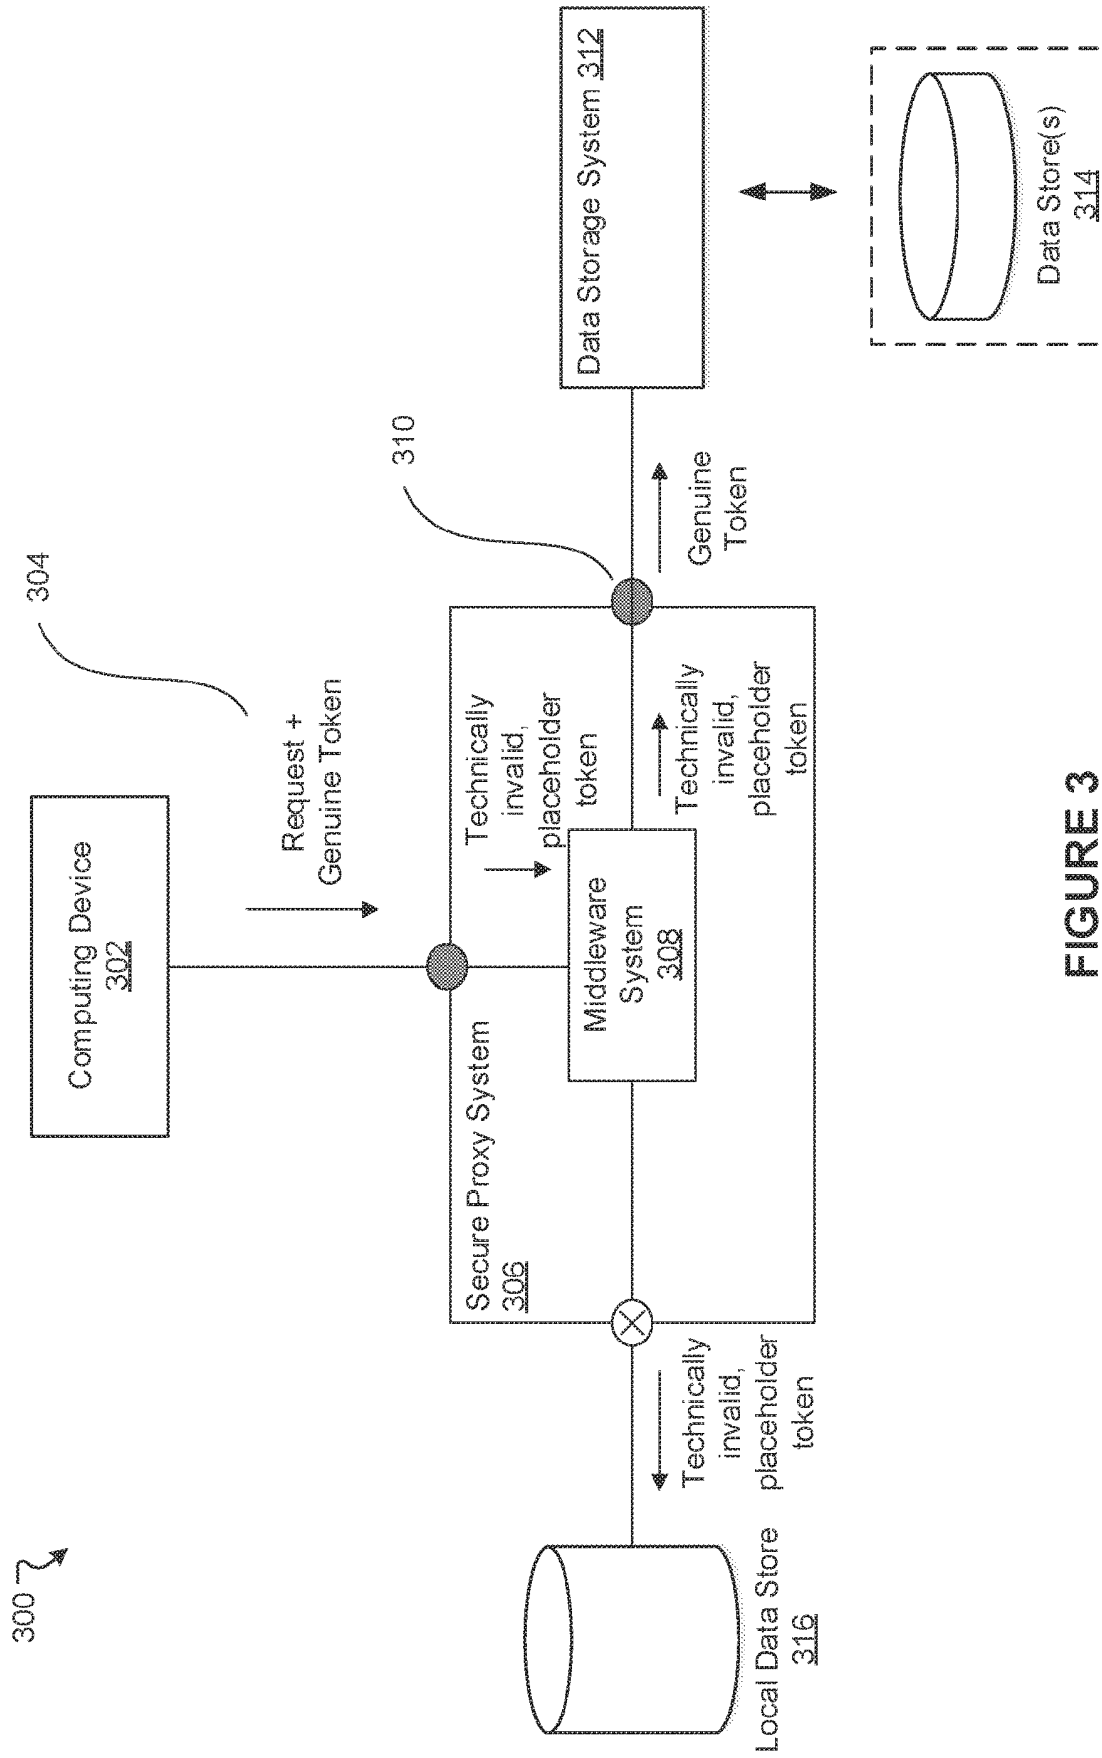 300
Computing Device
302
304
Request +
Genuine Token
Secure Proxy System
306
Technically
invalid,
placeholder
token
310
Middleware
System
308
Data Storage System 312
Genuine
Token
Technically
invalid,
placeholder
token
Technically
invalid,
placeholder
token
Local Data Store
316
Data Store(s)
314
FIGURE 3